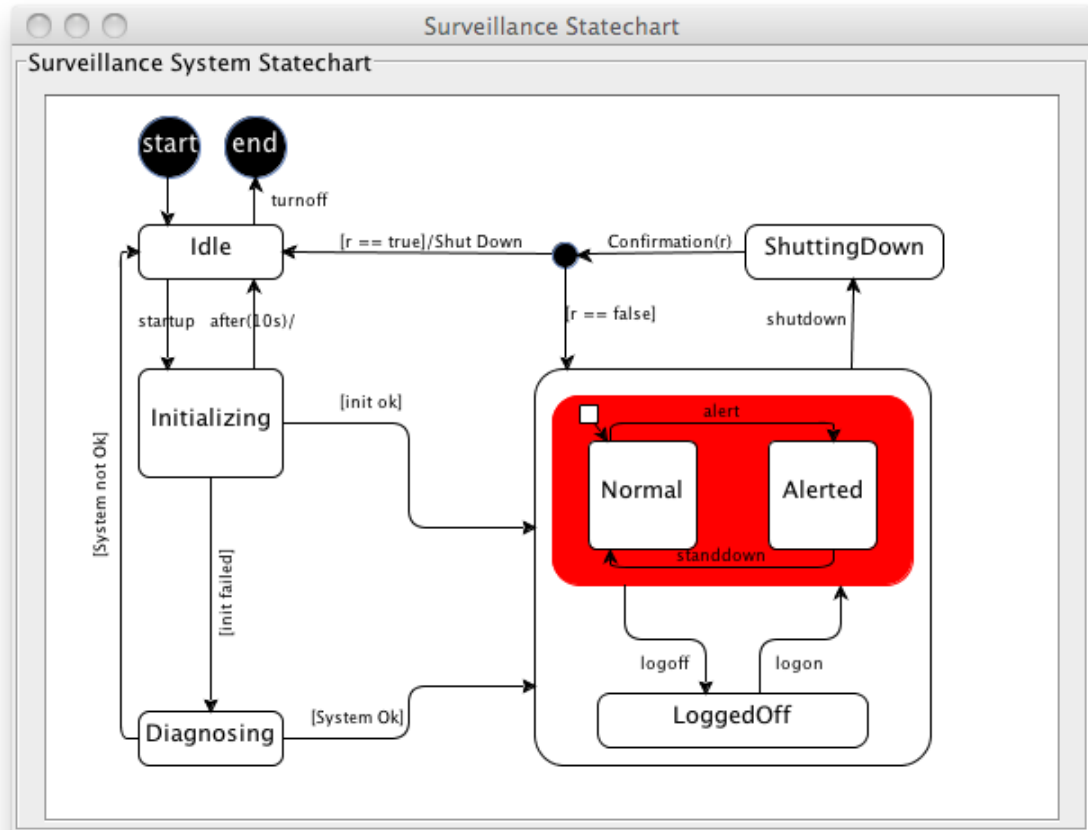 Surveillance Statechart
Surveillance System Statechart
start
end
turnoff
Idle
[r == true]/Shut Down
Confirmation(r)
ShuttingDown
startup
after(10s)/
[r == false]
shutdown
Initializing
[init ok]
alert
Normal
Alerted
standdown
[System not Ok]
[init failed]
logoff
logon
[System Ok]
LoggedOff
Diagnosing